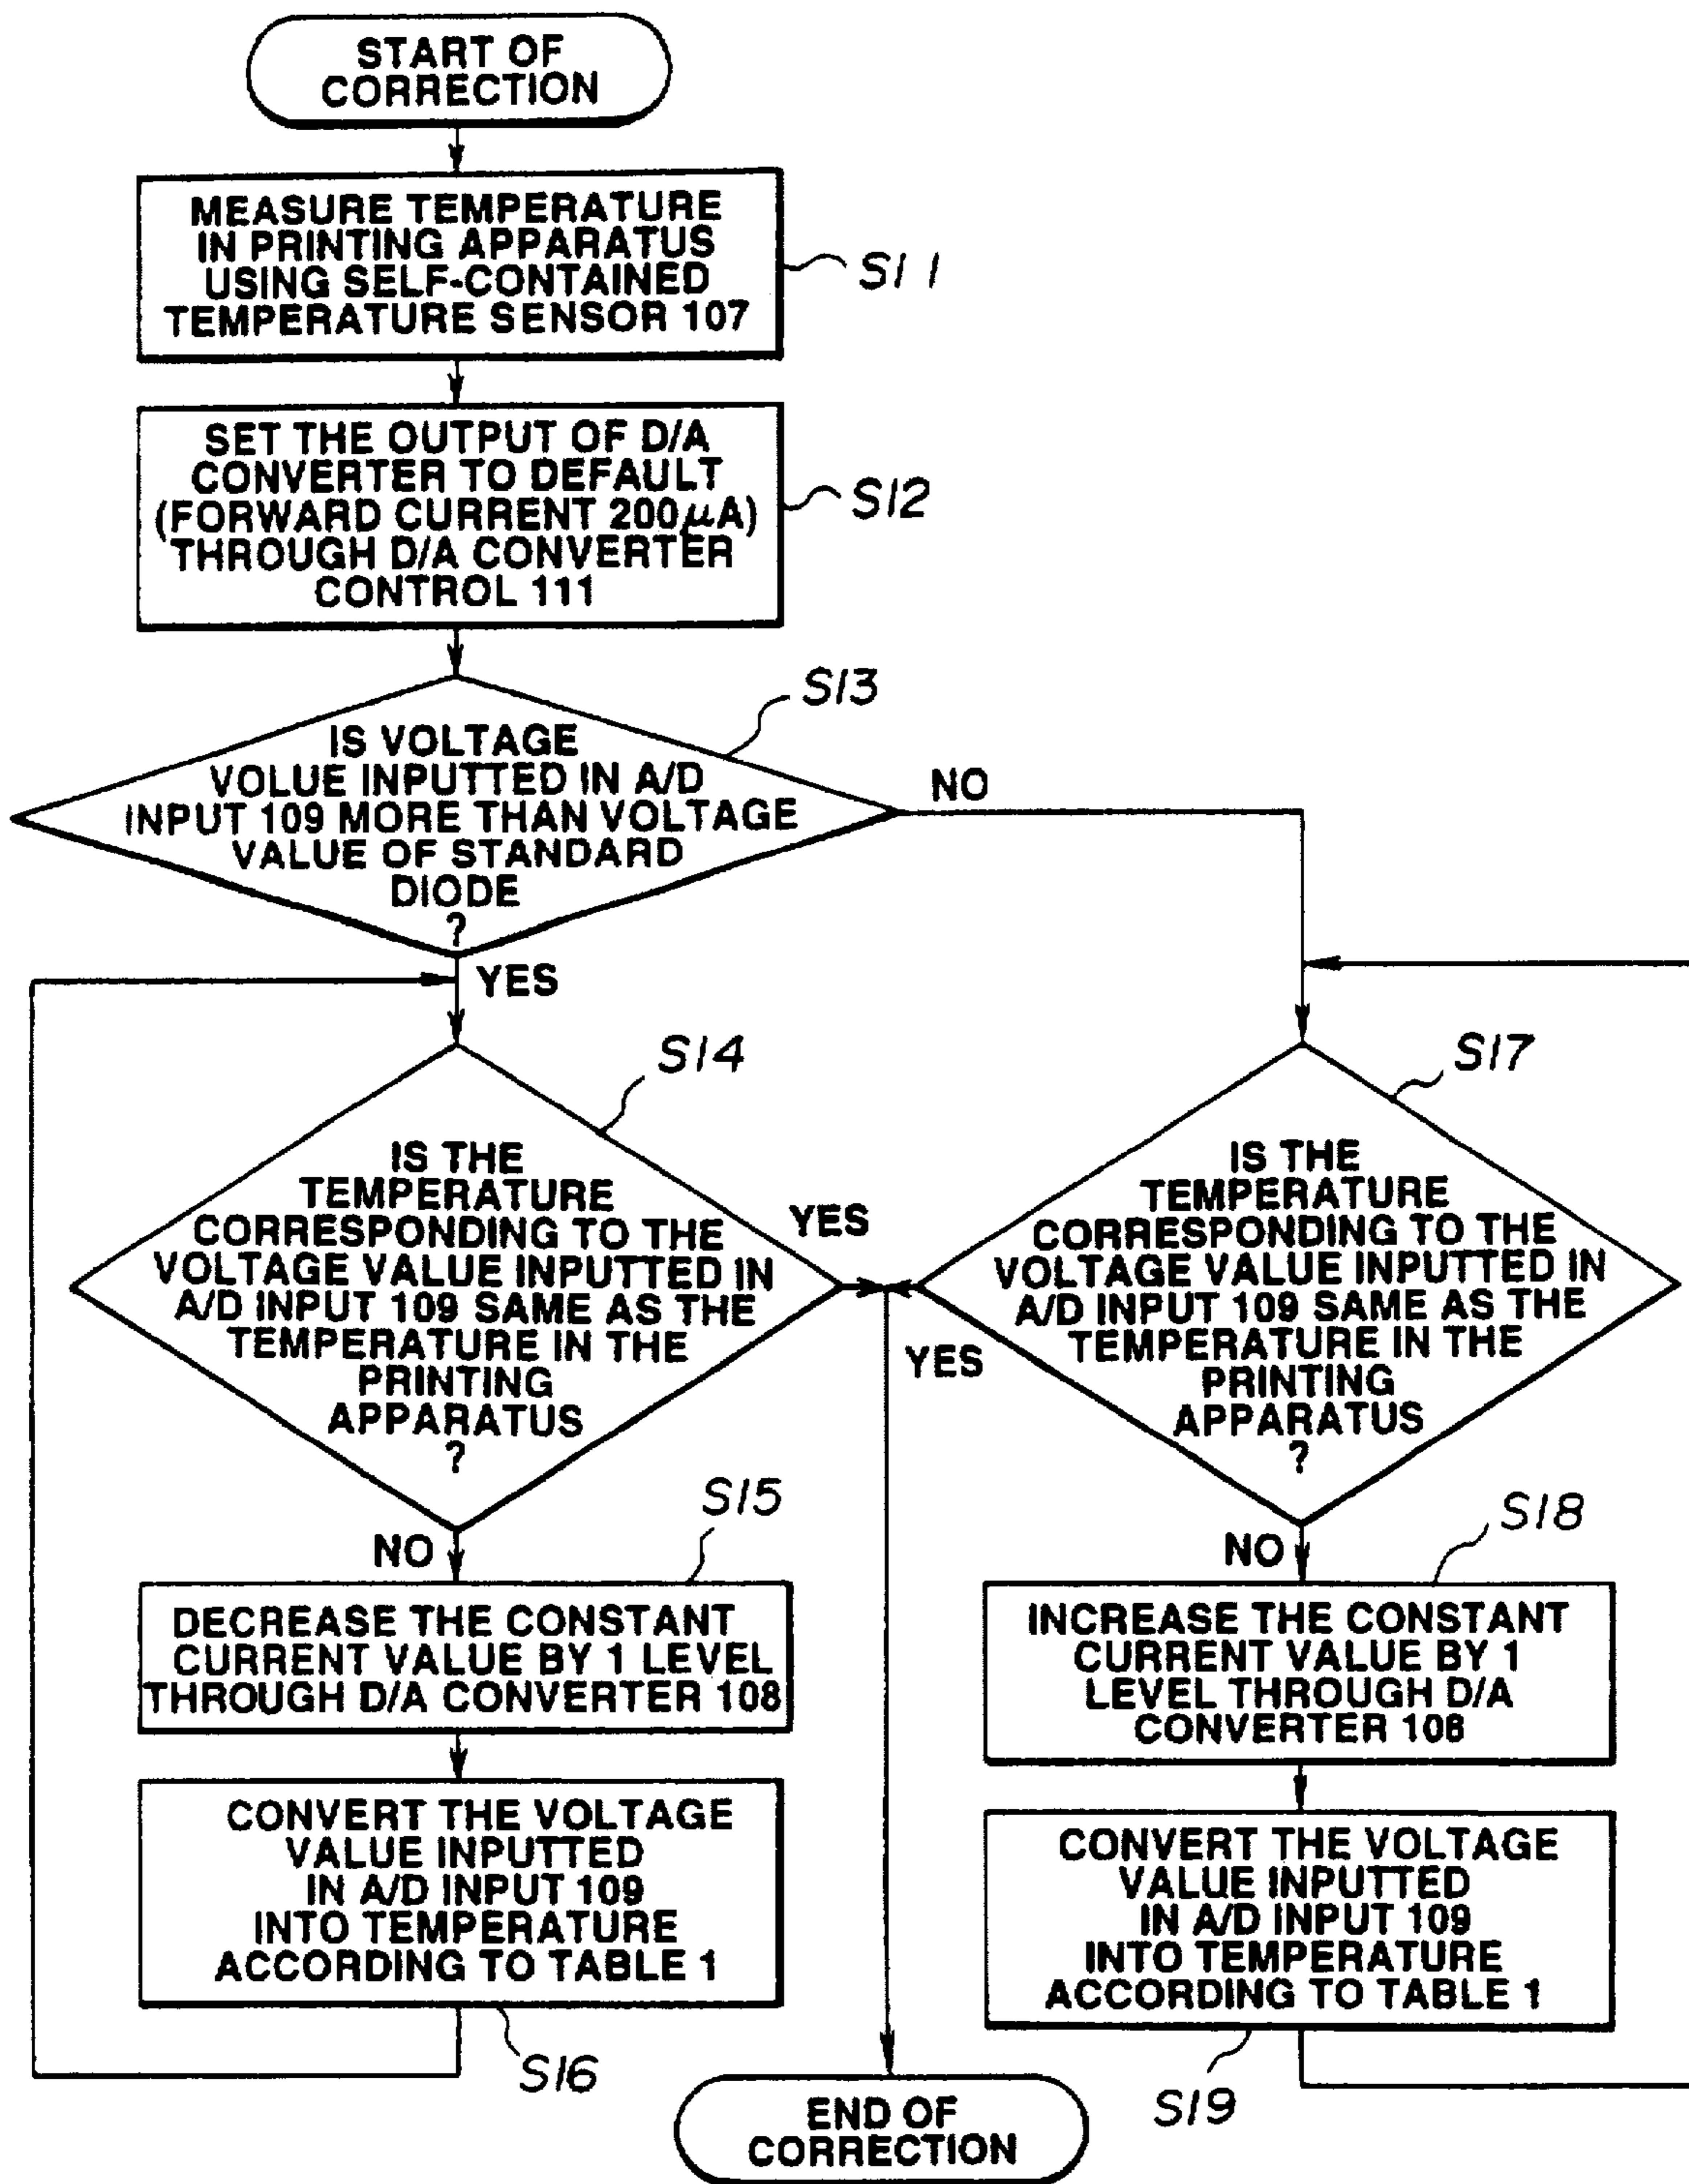 START OF
CORRECTION
MEASURE TEMPERATURE
IN PRINTING APPARATUS
USING SELF-CONTAINED
TEMPERATURE SENSOR 107
S11
SET THE OUTPUT OF D/A
CONVERTER TO DEFAULT
(FORWARD CURRENT 200μA)
THROUGH D/A CONVERTER
CONTROL 111
S12
S13
IS VOLTAGE
VOLUE INPUTTED IN A/D
INPUT 109 MORE THAN VOLTAGE
VALUE OF STANDARD
DIODE
?
NO
YES
S14
IS THE
TEMPERATURE
CORRESPONDING TO THE
VOLTAGE VALUE INPUTTED IN
A/D INPUT 109 SAME AS THE
TEMPERATURE IN THE
PRINTING
APPARATUS
?
YES
NO
S15
DECREASE THE CONSTANT
CURRENT VALUE BY 1 LEVEL
THROUGH D/A CONVERTER 108
CONVERT THE VOLTAGE
VALUE INPUTTED
IN A/D INPUT 109
INTO TEMPERATURE
ACCORDING TO TABLE 1
S16
S17
IS THE
TEMPERATURE
CORRESPONDING TO THE
VOLTAGE VALUE INPUTTED IN
A/D INPUT 109 SAME AS THE
TEMPERATURE IN THE
PRINTING
APPARATUS
?
YES
NO
S18
INCREASE THE CONSTANT
CURRENT VALUE BY 1
LEVEL THROUGH D/A
CONVERTER 108
CONVERT THE VOLTAGE
VALUE INPUTTED
IN A/D INPUT 109
INTO TEMPERATURE
ACCORDING TO TABLE 1
S19
END OF
CORRECTION